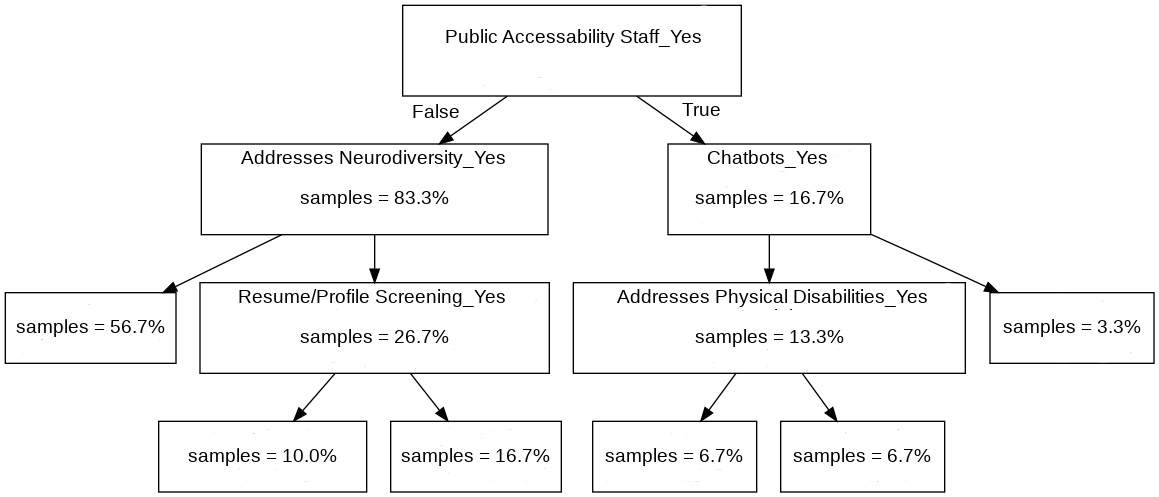 Public Accessability Staff_Yes
False
True
Addresses Neurodiversity_Yes
samples = 83.3%
Chatbots_Yes
samples = 16.7%
samples = 56.7%
Resume/Profile Screening_Yes
samples = 26.7%
Addresses Physical Disabilities_Yes
samples = 13.3%
samples = 3.3%
samples = 10.0%
samples = 16.7%
samples = 6.7%
samples = 6.7%